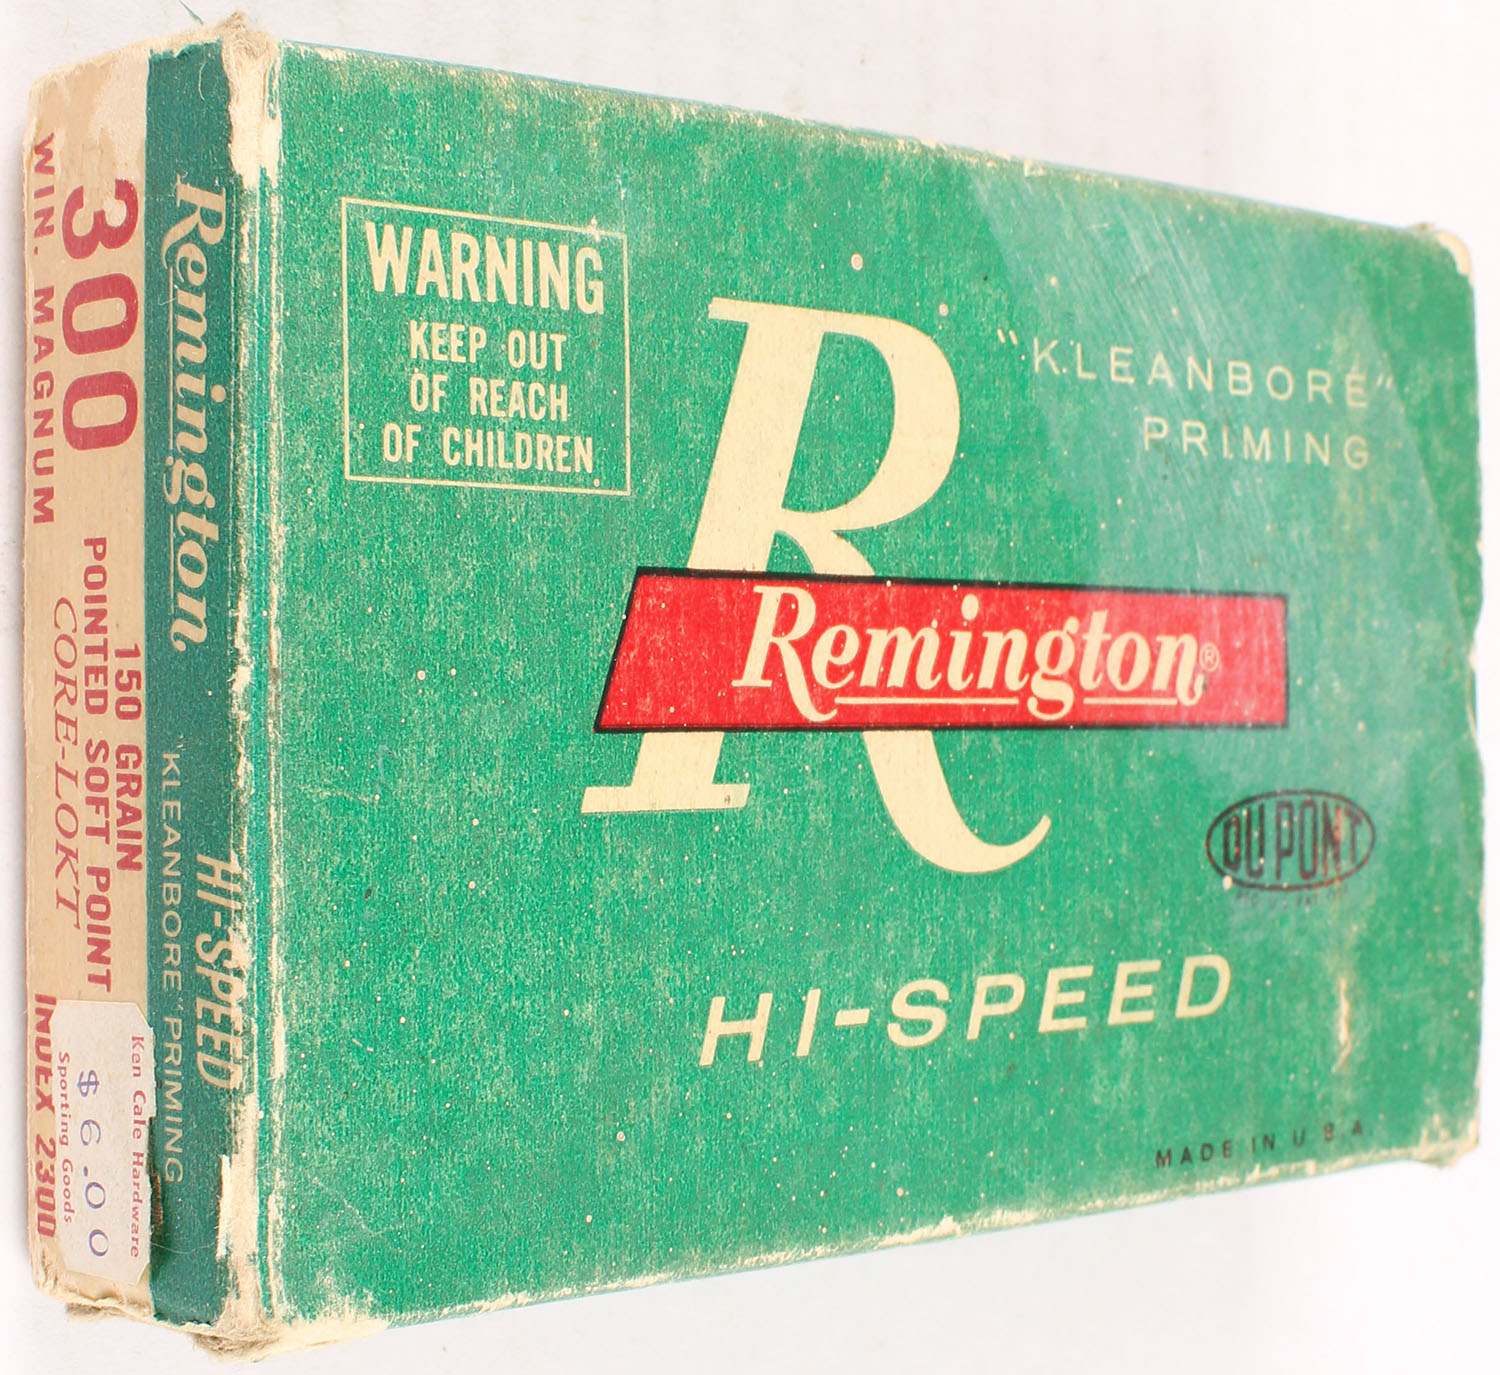 WARNING
KEEP OUT
OF REACH
OF CHILDREN
"KLEANBORE"
PRIMING
R
Remington®
DU PONT
HI-SPEED
MADE IN U.S.A.
Remington
HI-SPEED
"KLEANBORE" PRIMING
300
WIN. MAGNUM
150 GRAIN
POINTED SOFT POINT
CORE-LOKT
INDEX 2300
Ken Cale Hardware
$6.00
Sporting Goods